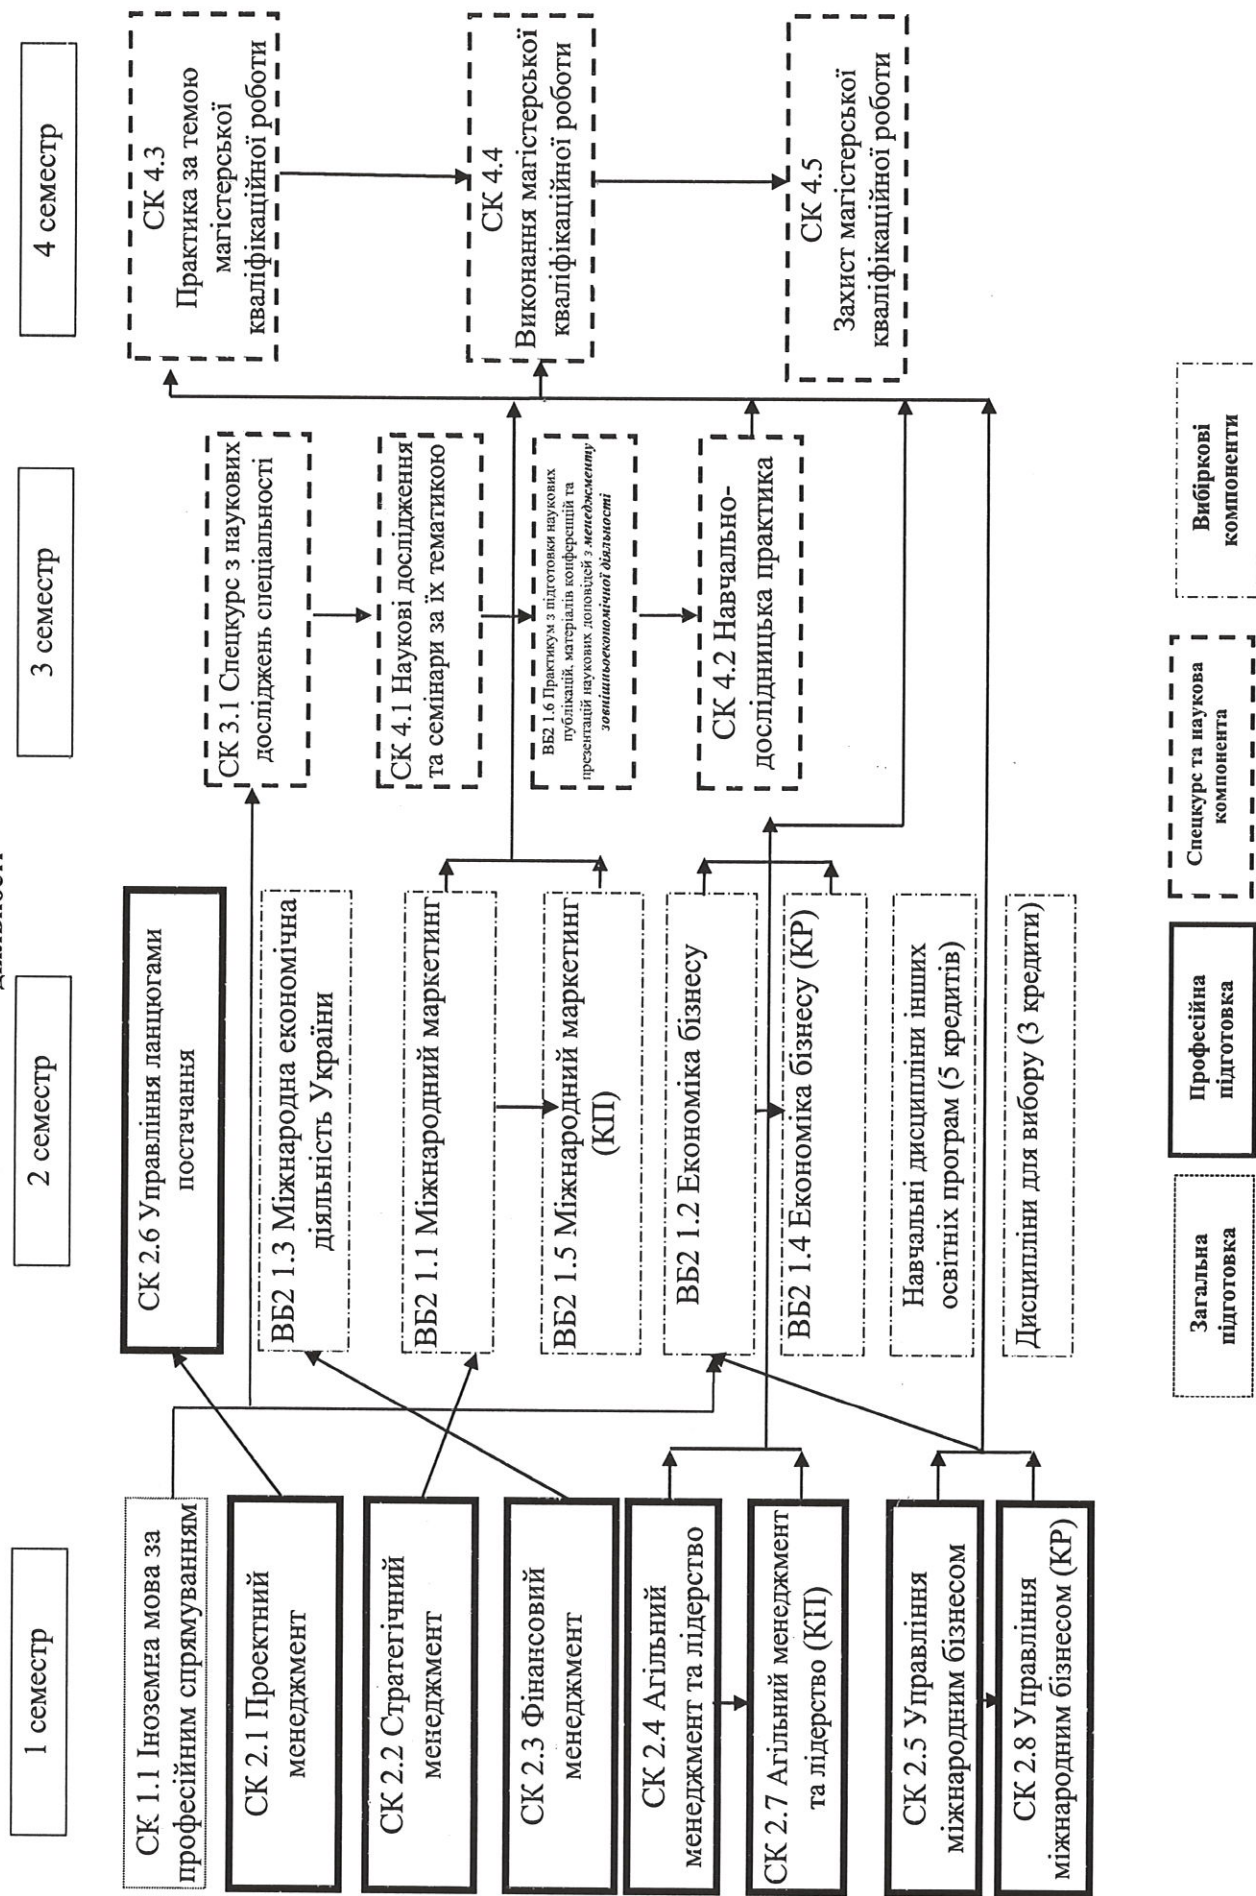 1 семестр
2 семестр
3 семестр
4 семестр
СК 1.1 Іноземна мова за
професійним спрямуванням
СК 2.1 Проектний
менеджмент
СК 2.2 Стратегічний
менеджмент
СК 2.3 Фінансовий
менеджмент
СК 2.4 Агільний
менеджмент та лідерство
СК 2.7 Агільний менеджмент
та лідерство (КП)
СК 2.5 Управління
міжнародним бізнесом
СК 2.8 Управління
міжнародним бізнесом (КР)
СК 2.6 Управління ланцюгами
постачання
ВБ2 1.3 Міжнародна економічна
діяльність України
ВБ2 1.1 Міжнародний маркетинг
ВБ2 1.5 Міжнародний маркетинг
(КП)
ВБ2 1.2 Економіка бізнесу
ВБ2 1.4 Економіка бізнесу (КР)
Навчальні дисципліни інших
освітніх програм (5 кредитів)
Дисципліни для вибору (3 кредити)
СК 3.1 Спецкурс з наукових
досліджень спеціальності
СК 4.1 Наукові дослідження
та семінари за їх тематикою
ВБ2 1.6 Практикум з підготовки наукових
публікацій, матеріалів конференцій та
презентацій наукових доповідей з менеджменту
зовнішньоекономічної діяльності
СК 4.2 Навчально-
дослідницька практика
СК 4.3
Практика за темою
магістерської
кваліфікаційної роботи
СК 4.4
Виконання магістерської
кваліфікаційної роботи
СК 4.5
Захист магістерської
кваліфікаційної роботи
Загальна
підготовка
Професійна
підготовка
Спецкурс та наукова
компонента
Вибіркові
компоненти